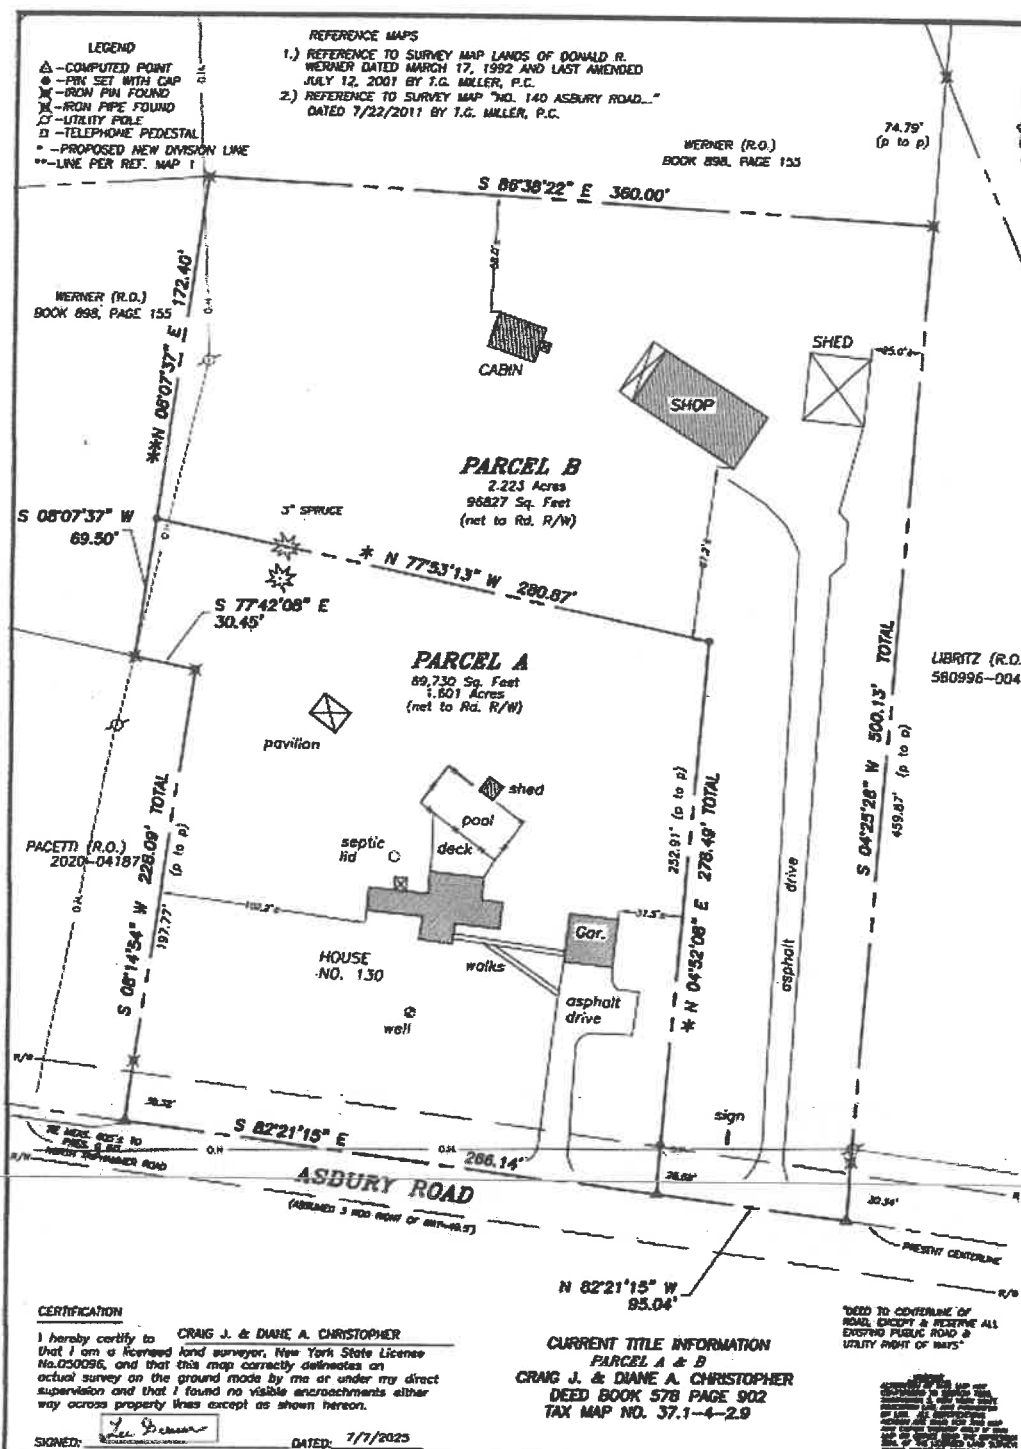 LEGEND
△ -COMPUTED POINT
-PIN SET WITH CAP
-IRON PIN FOUND
-IRON PIPE FOUND
-UTILITY POLE
-TELEPHONE PEDESTAL
* -PROPOSED NEW DIVISION LINE
**-LINE PER REF. MAP 1
REFERENCE MAPS
1.) REFERENCE TO SURVEY MAP LANDS OF DONALD R.
WERNER DATED MARCH 17, 1992 AND LAST AMENDED
JULY 12, 2001 BY T.G. MILLER, P.C.
2.) REFERENCE TO SURVEY MAP "NO. 140 ASBURY ROAD..."
DATED 7/22/2011 BY T.G. MILLER, P.C.
74.79'
(p to p)
WERNER (R.O.)
BOOK 898, PAGE 155
S 86°38'22" E 360.00'
WERNER (R.O.)
BOOK 898, PAGE 155
**N 08°07'37" E 172.40'
O.H.
O.H.
CABIN
SHOP
SHED
PARCEL B
2.223 Acres
96827 Sq. Feet
(net to Rd. R/W)
S 08°07'37" W
69.50'
O.H.
3" SPRUCE
* N 77°53'13" W 280.87'
S 77°42'08" E
30.45'
PARCEL A
69,730 Sq. Feet
1.601 Acres
(net to Rd. R/W)
LIBRITZ (R.O.
580996-004
pavilion
shed
pool
deck
septic
lid
PACETTI (R.O.)
2020-04187
O.H.
S 08°14'54" W 228.09' TOTAL
197.77' (p to p)
252.91' (p to p)
* N 04°52'08" E 278.49' TOTAL
S 04°25'28" W 500.13' TOTAL
459.87' (p to p)
asphalt drive
Gar.
HOUSE
NO. 130
walks
asphalt
drive
well
sign
R/W
S 82°21'15" E
266.14'
O.H.
O.H.
O.H.
NORTH TRIPHAMMER ROAD
R/W
ASBURY ROAD
(ASSUMED 3 ROD RIGHT OF WAY=49.5')
PRESENT CENTERLINE
R/W
N 82°21'15" W
95.04'
CERTIFICATION
I hereby certify to CRAIG J. & DIANE A. CHRISTOPHER
that I am a licensed land surveyor, New York State License
No.050096, and that this map correctly delineates an
actual survey on the ground made by me or under my direct
supervision and that I found no visible encroachments either
way across property lines except as shown hereon.
SIGNED:
DATED: 7/7/2025
CURRENT TITLE INFORMATION
PARCEL A & B
CRAIG J. & DIANE A. CHRISTOPHER
DEED BOOK 578 PAGE 902
TAX MAP NO. 37.1-4-2.9
"DEED TO CENTERLINE OF
ROAD, EXCEPT & RESERVE ALL
EXISTING PUBLIC ROAD &
UTILITY RIGHT OF WAYS"